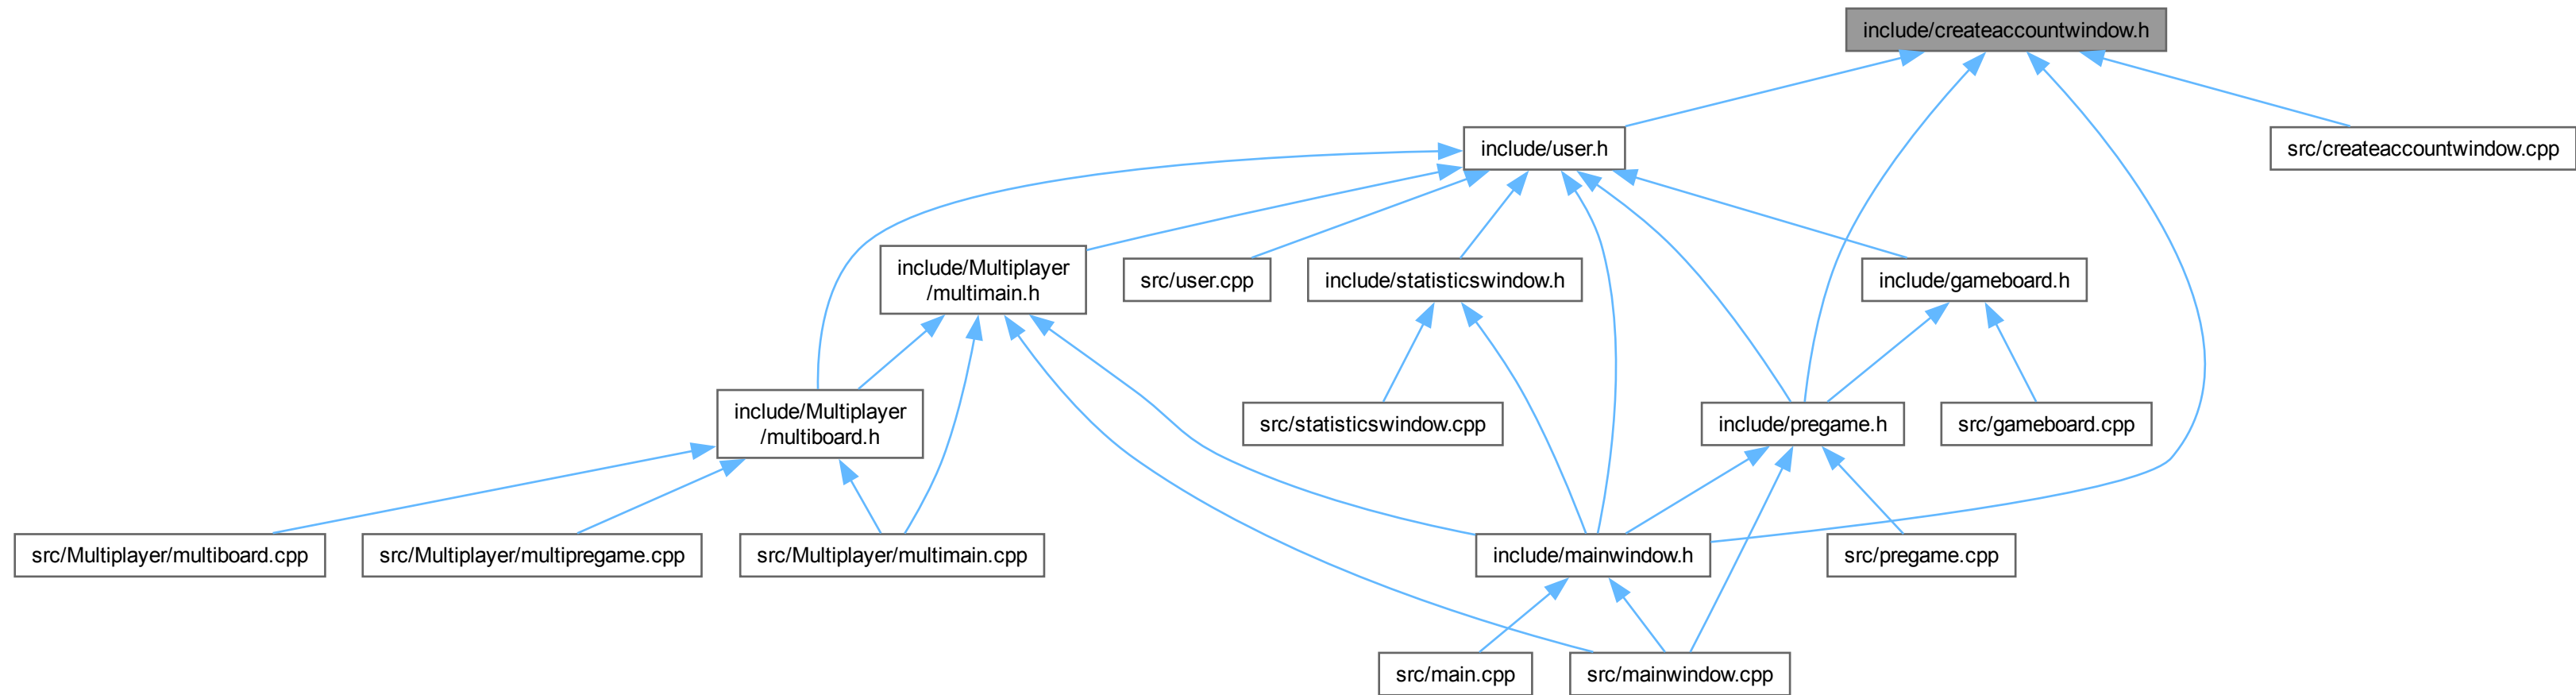 include/createaccountwindow.h
include/user.h
src/createaccountwindow.cpp
include/Multiplayer
/multimain.h
src/user.cpp
include/statisticswindow.h
include/gameboard.h
include/Multiplayer
/multiboard.h
src/statisticswindow.cpp
include/pregame.h
src/gameboard.cpp
src/Multiplayer/multiboard.cpp
src/Multiplayer/multipregame.cpp
src/Multiplayer/multimain.cpp
include/mainwindow.h
src/pregame.cpp
src/main.cpp
src/mainwindow.cpp